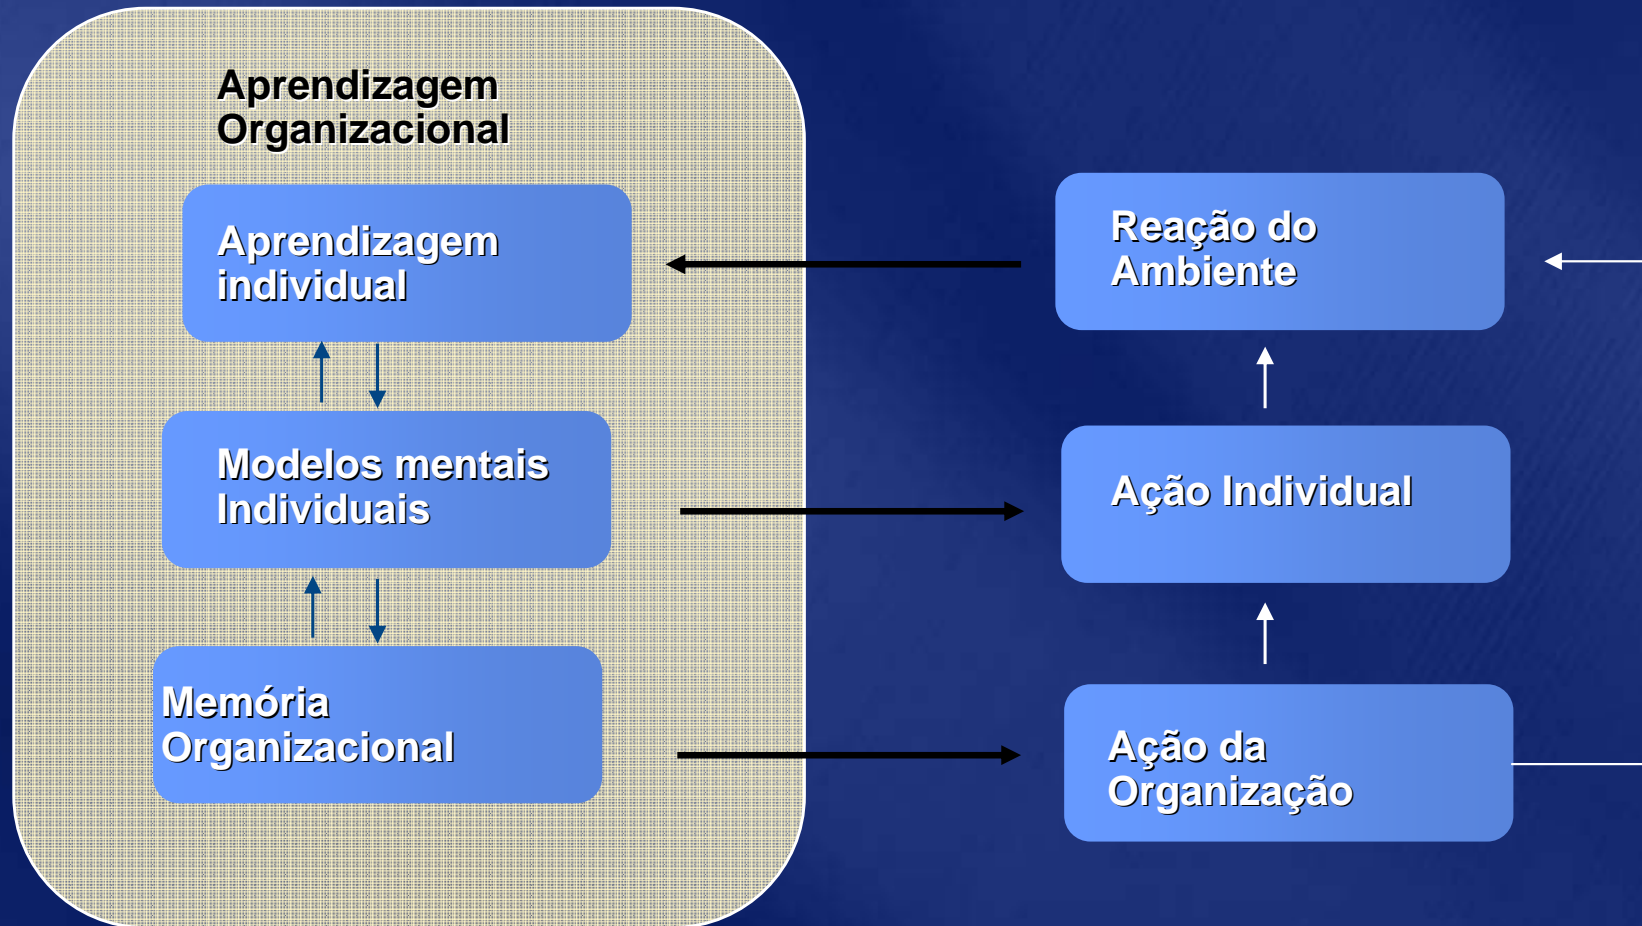 Aprendizagem
Organizacional
Aprendizagem
individual
Modelos mentais
Individuais
Memória
Organizacional
Reação do
Ambiente
Ação Individual
Ação da
Organização